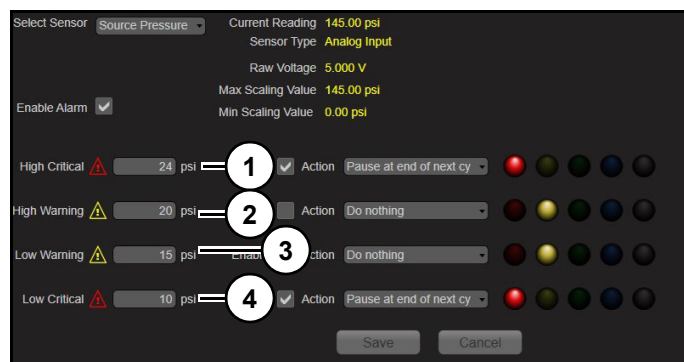 Select Sensor Source Pressure Current Reading 145.00 psi
Sensor Type Analog Input
Raw Voltage 5.000 V
Max Scaling Value 145.00 psi
Enable Alarm Min Scaling Value 0.00 psi
High Critical 24 psi 1 Action Pause at end of next cy
High Warning 20 psi 2 Action Do nothing
Low Warning 15 psi 3 Do nothing
Low Critical 10 psi 4 Action Pause at end of next cy
Save Cancel